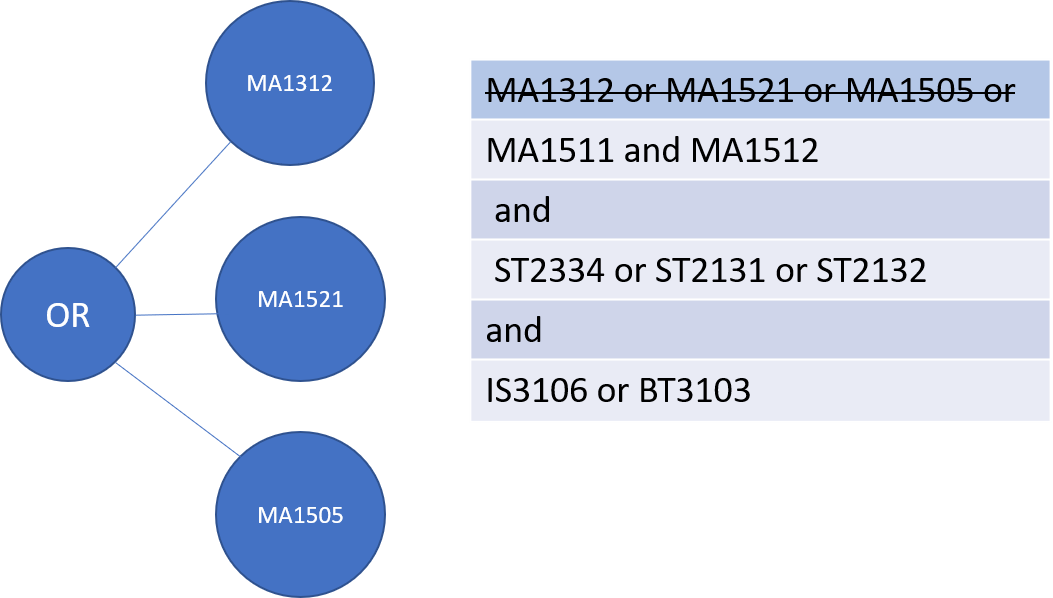 MA1312
OR
MA1521
MA1505
MA1312 or MA1521 or MA1505 or
MA1511 and MA1512
and
ST2334 or ST2131 or ST2132
and
IS3106 or BT3103